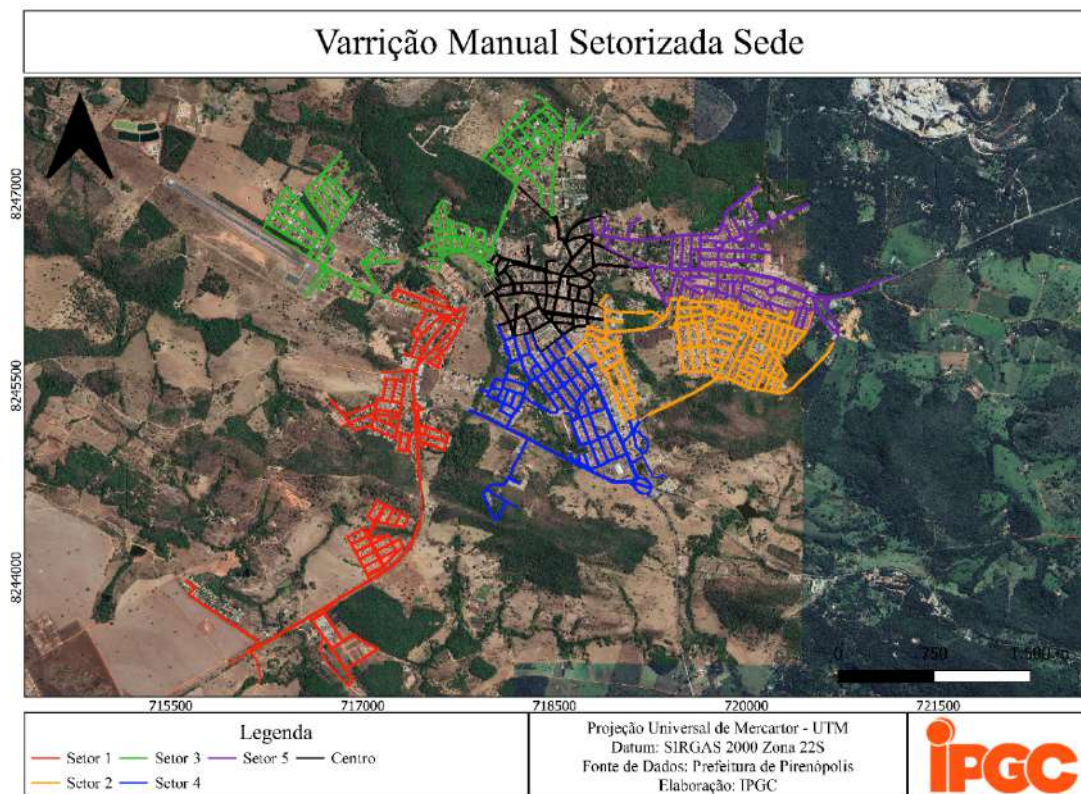 Varrição Manual Setorizada Sede
8247000
8245500
8244000
0 750 1.500 m
715500 717000 718500 720000 721500
Legenda
Setor 1 Setor 3 Setor 5 Centro
Setor 2 Setor 4
Projeção Universal de Mercartor - UTM
Datum: SIRGAS 2000 Zona 22S
Fonte de Dados: Prefeitura de Pirenópolis
Elaboração: IPGC
iPGC